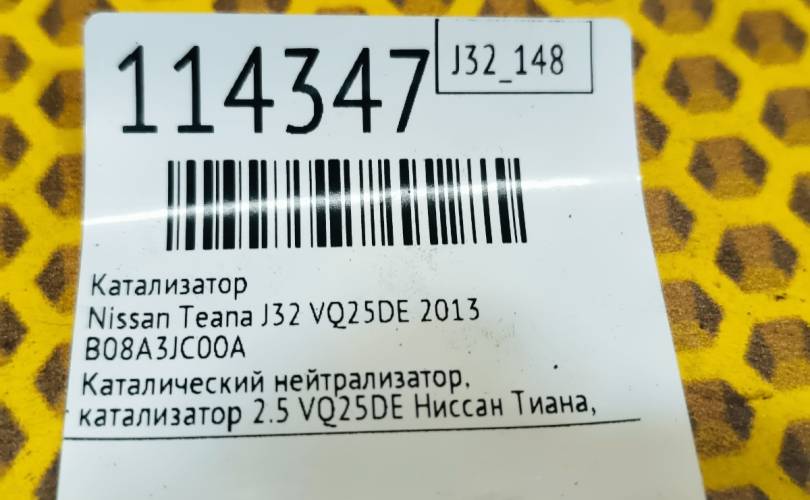 114347
J32_148
Катализатор
Nissan Teana J32 VQ25DE 2013
B08A3JC00A
Каталический нейтрализатор,
катализатор 2.5 VQ25DE Ниссан Тиана,